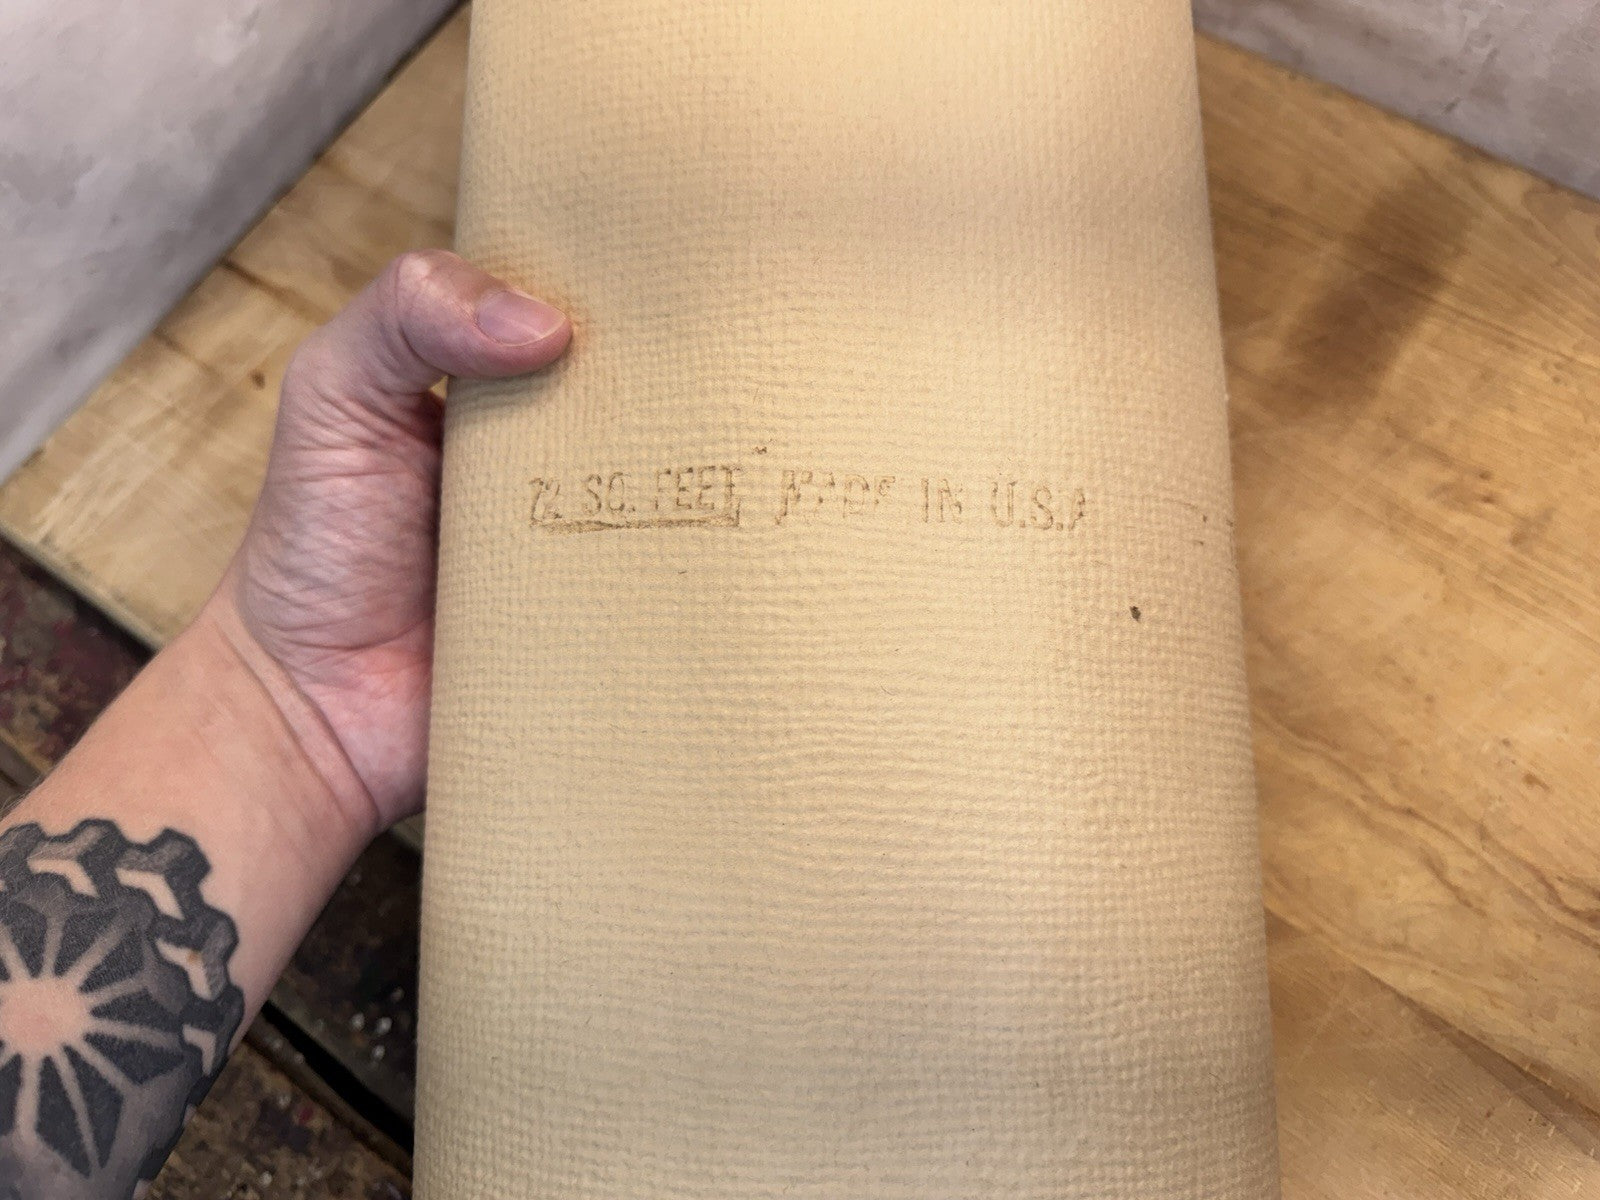 72 SQ. FEET MADE IN U.S.A